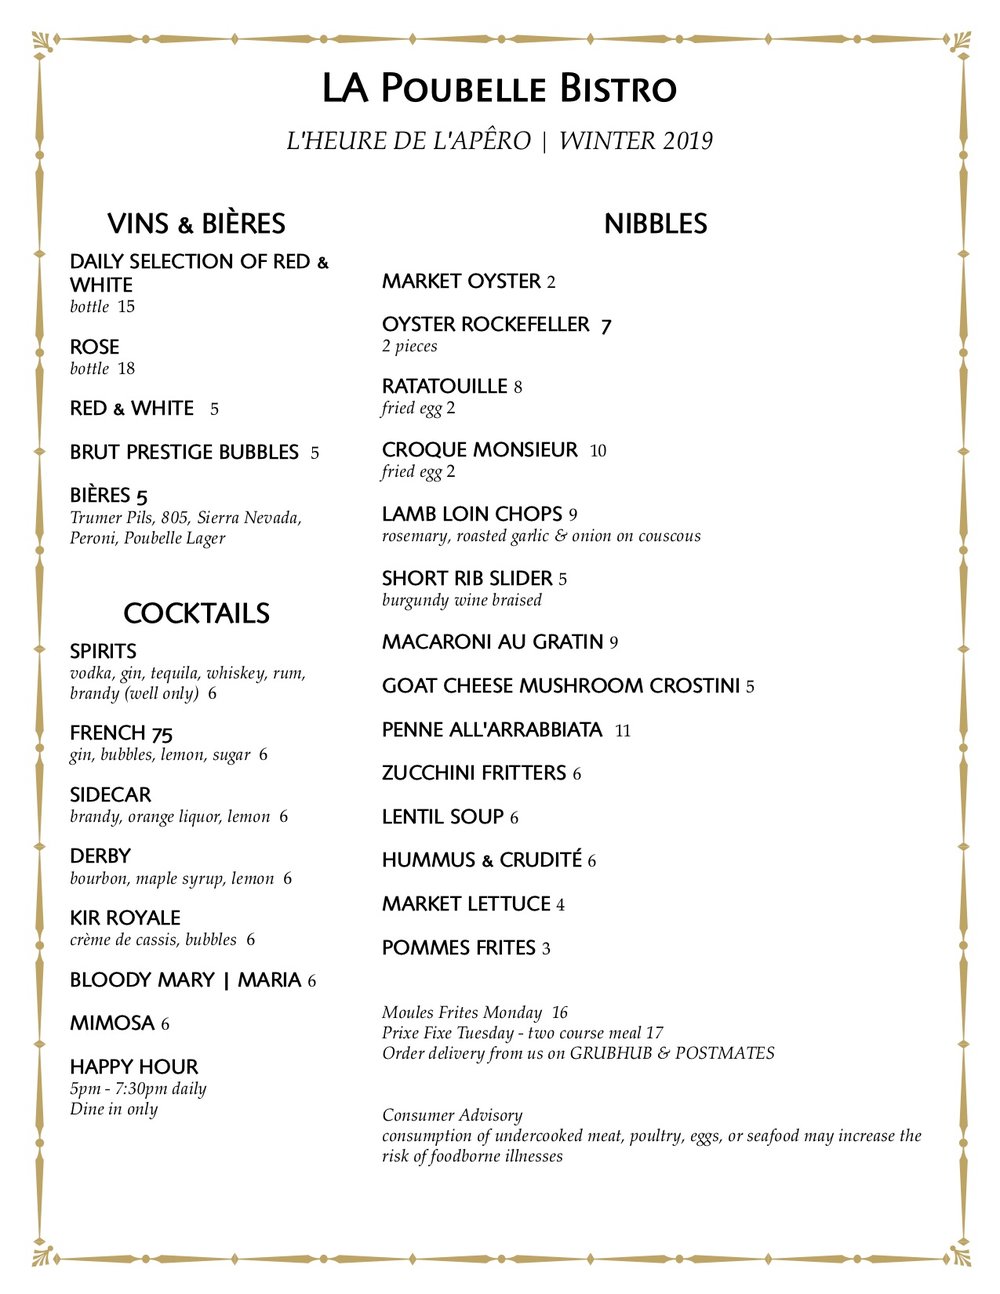 LA Poubelle Bistro
L'HEURE DE L'APÊRO | WINTER 2019
VINS & BIÈRES
DAILY SELECTION OF RED &
WHITE
bottle 15
ROSE
bottle 18
RED & WHITE 5
BRUT PRESTIGE BUBBLES 5
BIÈRES 5
Trumer Pils, 805, Sierra Nevada,
Peroni, Poubelle Lager
COCKTAILS
SPIRITS
vodka, gin, tequila, whiskey, rum,
brandy (well only) 6
FRENCH 75
gin, bubbles, lemon, sugar 6
SIDECAR
brandy, orange liquor, lemon 6
DERBY
bourbon, maple syrup, lemon 6
KIR ROYALE
crème de cassis, bubbles 6
BLOODY MARY | MARIA 6
MIMOSA 6
HAPPY HOUR
5pm - 7:30pm daily
Dine in only
NIBBLES
MARKET OYSTER 2
OYSTER ROCKEFELLER 7
2 pieces
RATATOUILLE 8
fried egg 2
CROQUE MONSIEUR 10
fried egg 2
LAMB LOIN CHOPS 9
rosemary, roasted garlic & onion on couscous
SHORT RIB SLIDER 5
burgundy wine braised
MACARONI AU GRATIN 9
GOAT CHEESE MUSHROOM CROSTINI 5
PENNE ALL'ARRABBIATA 11
ZUCCHINI FRITTERS 6
LENTIL SOUP 6
HUMMUS & CRUDITÉ 6
MARKET LETTUCE 4
POMMES FRITES 3
Moules Frites Monday 16
Prixe Fixe Tuesday - two course meal 17
Order delivery from us on GRUBHUB & POSTMATES
Consumer Advisory
consumption of undercooked meat, poultry, eggs, or seafood may increase the
risk of foodborne illnesses